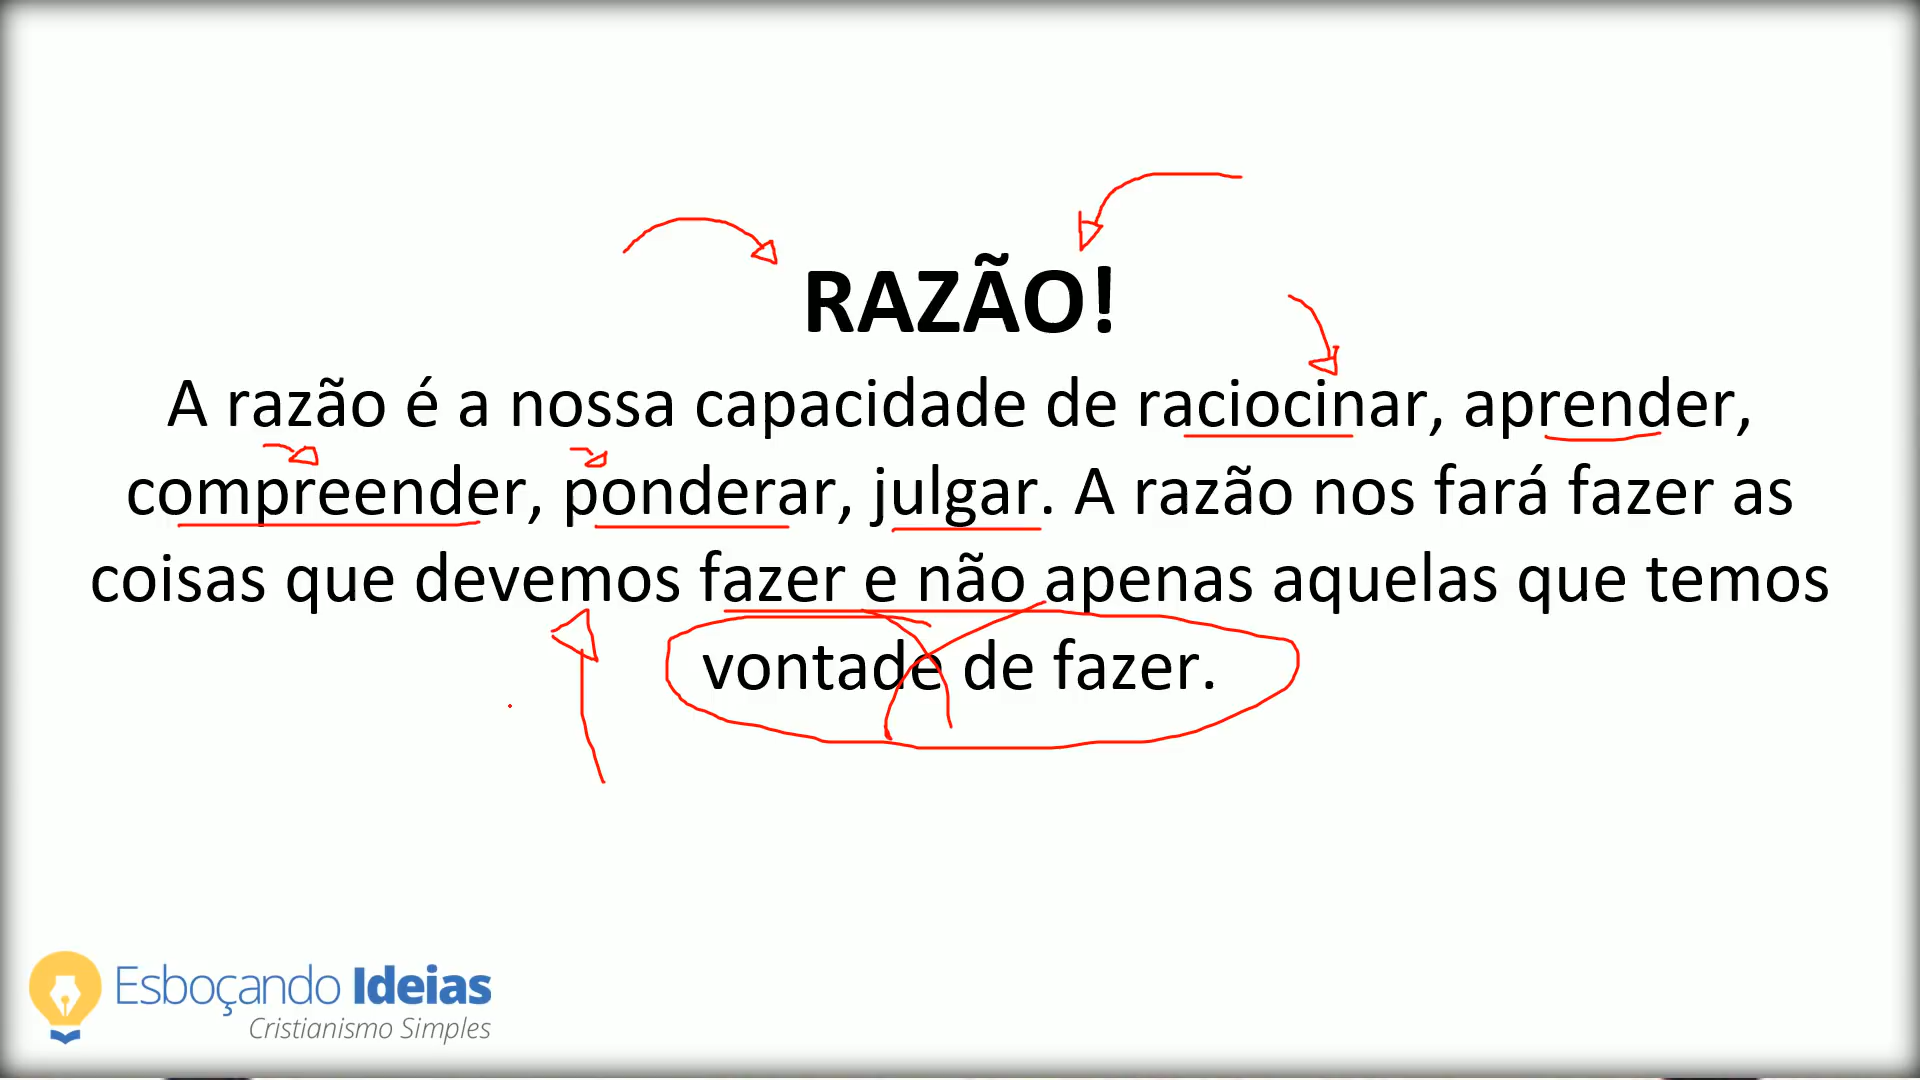 RAZÃO!
A razão é a nossa capacidade de raciocinar, aprender,
compreender, ponderar, julgar. A razão nos fará fazer as
coisas que devemos fazer e não apenas aquelas que temos
vontade de fazer.
Esboçando Ideias
Cristianismo Simples